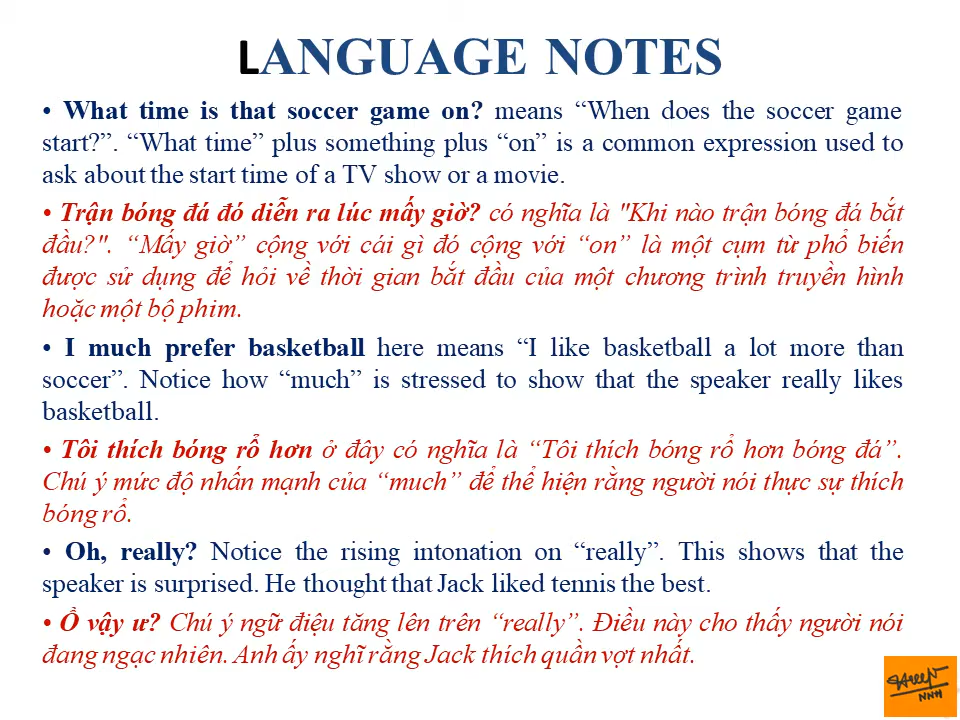 LANGUAGE NOTES
• What time is that soccer game on? means “When does the soccer game
start?”. “What time” plus something plus “on” is a common expression used to
ask about the start time of a TV show or a movie.
• Trận bóng đá đó diễn ra lúc mấy giờ? có nghĩa là "Khi nào trận bóng đá bắt
đầu?". “Mấy giờ” cộng với cái gì đó cộng với “on” là một cụm từ phổ biến
được sử dụng để hỏi về thời gian bắt đầu của một chương trình truyền hình
hoặc một bộ phim.
• I much prefer basketball here means “I like basketball a lot more than
soccer”. Notice how “much” is stressed to show that the speaker really likes
basketball.
• Tôi thích bóng rổ hơn ở đây có nghĩa là “Tôi thích bóng rổ hơn bóng đá”.
Chú ý mức độ nhấn mạnh của “much” để thể hiện rằng người nói thực sự thích
bóng rổ.
• Oh, really? Notice the rising intonation on “really”. This shows that the
speaker is surprised. He thought that Jack liked tennis the best.
• Ồ vậy ư? Chú ý ngữ điệu tăng lên trên “really”. Điều này cho thấy người nói
đang ngạc nhiên. Anh ấy nghĩ rằng Jack thích quần vợt nhất.
NNH